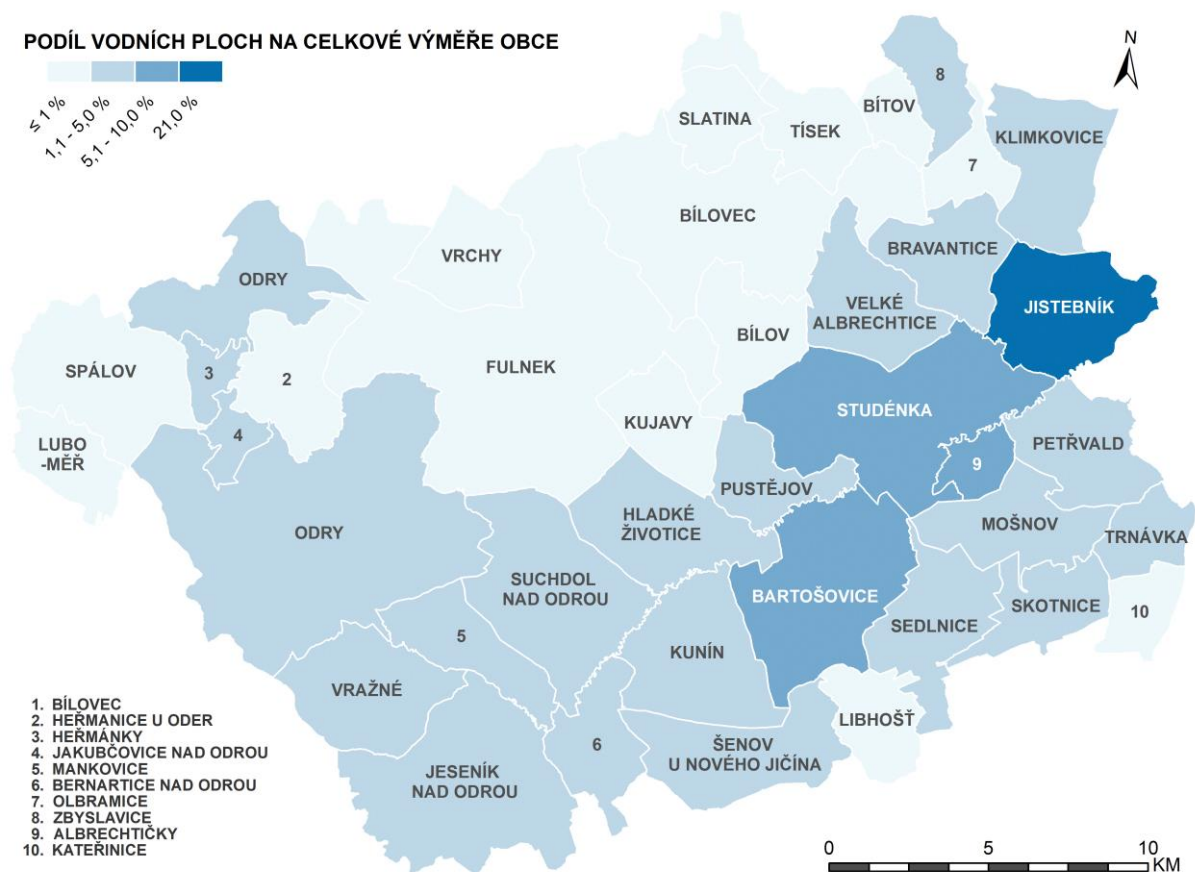 PODÍL VODNÍCH PLOCH NA CELKOVÉ VÝMĚŘE OBCE
≤ 1 %
1,1 - 5,0 %
5,1 - 10,0 %
21,0 %
N
8
SLATINA
TÍSEK
BÍTOV
KLIMKOVICE
7
BÍLOVEC
VRCHY
BRAVANTICE
ODRY
JISTEBNÍK
VELKÉ
ALBRECHTICE
BÍLOV
SPÁLOV
3
2
FULNEK
STUDÉNKA
KUJAVY
4
LUBO
-MĚŘ
PETŘVALD
9
PUSTĚJOV
HLADKÉ
ŽIVOTICE
MOŠNOV
ODRY
TRNÁVKA
SUCHDOL
NAD ODROU
BARTOŠOVICE
SKOTNICE
10
SEDLNICE
5
KUNÍN
VRAŽNÉ
LIBHOŠŤ
6
ŠENOV
U NOVÉHO JIČÍNA
JESENÍK
NAD ODROU
1. BÍLOVEC
2. HEŘMANICE U ODER
3. HEŘMÁNKY
4. JAKUBČOVICE NAD ODROU
5. MANKOVICE
6. BERNARTICE NAD ODROU
7. OLBRAMICE
8. ZBYSLAVICE
9. ALBRECHTIČKY
10. KATEŘINICE
0 5 10
KM